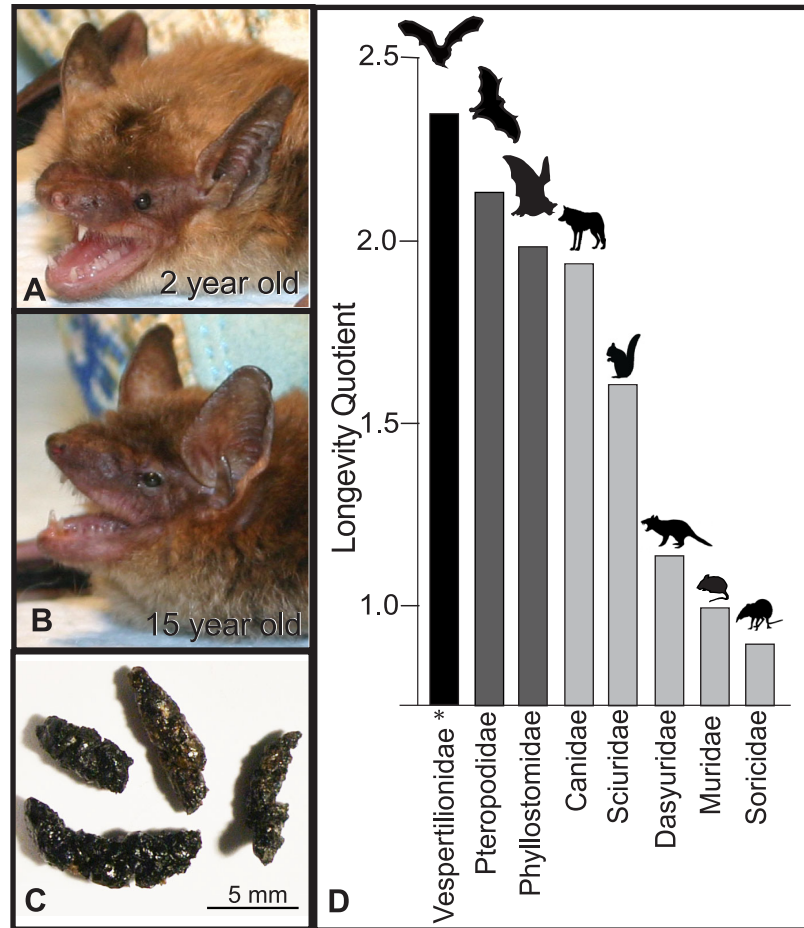 2 year old
A
B
15 year old
C
5 mm
D
2.5
2.0
1.5
1.0
Longevity Quotient
Vespertilionidae *
Pteropodidae
Phyllostomidae
Canidae
Sciuridae
Dasyuridae
Muridae
Soricidae